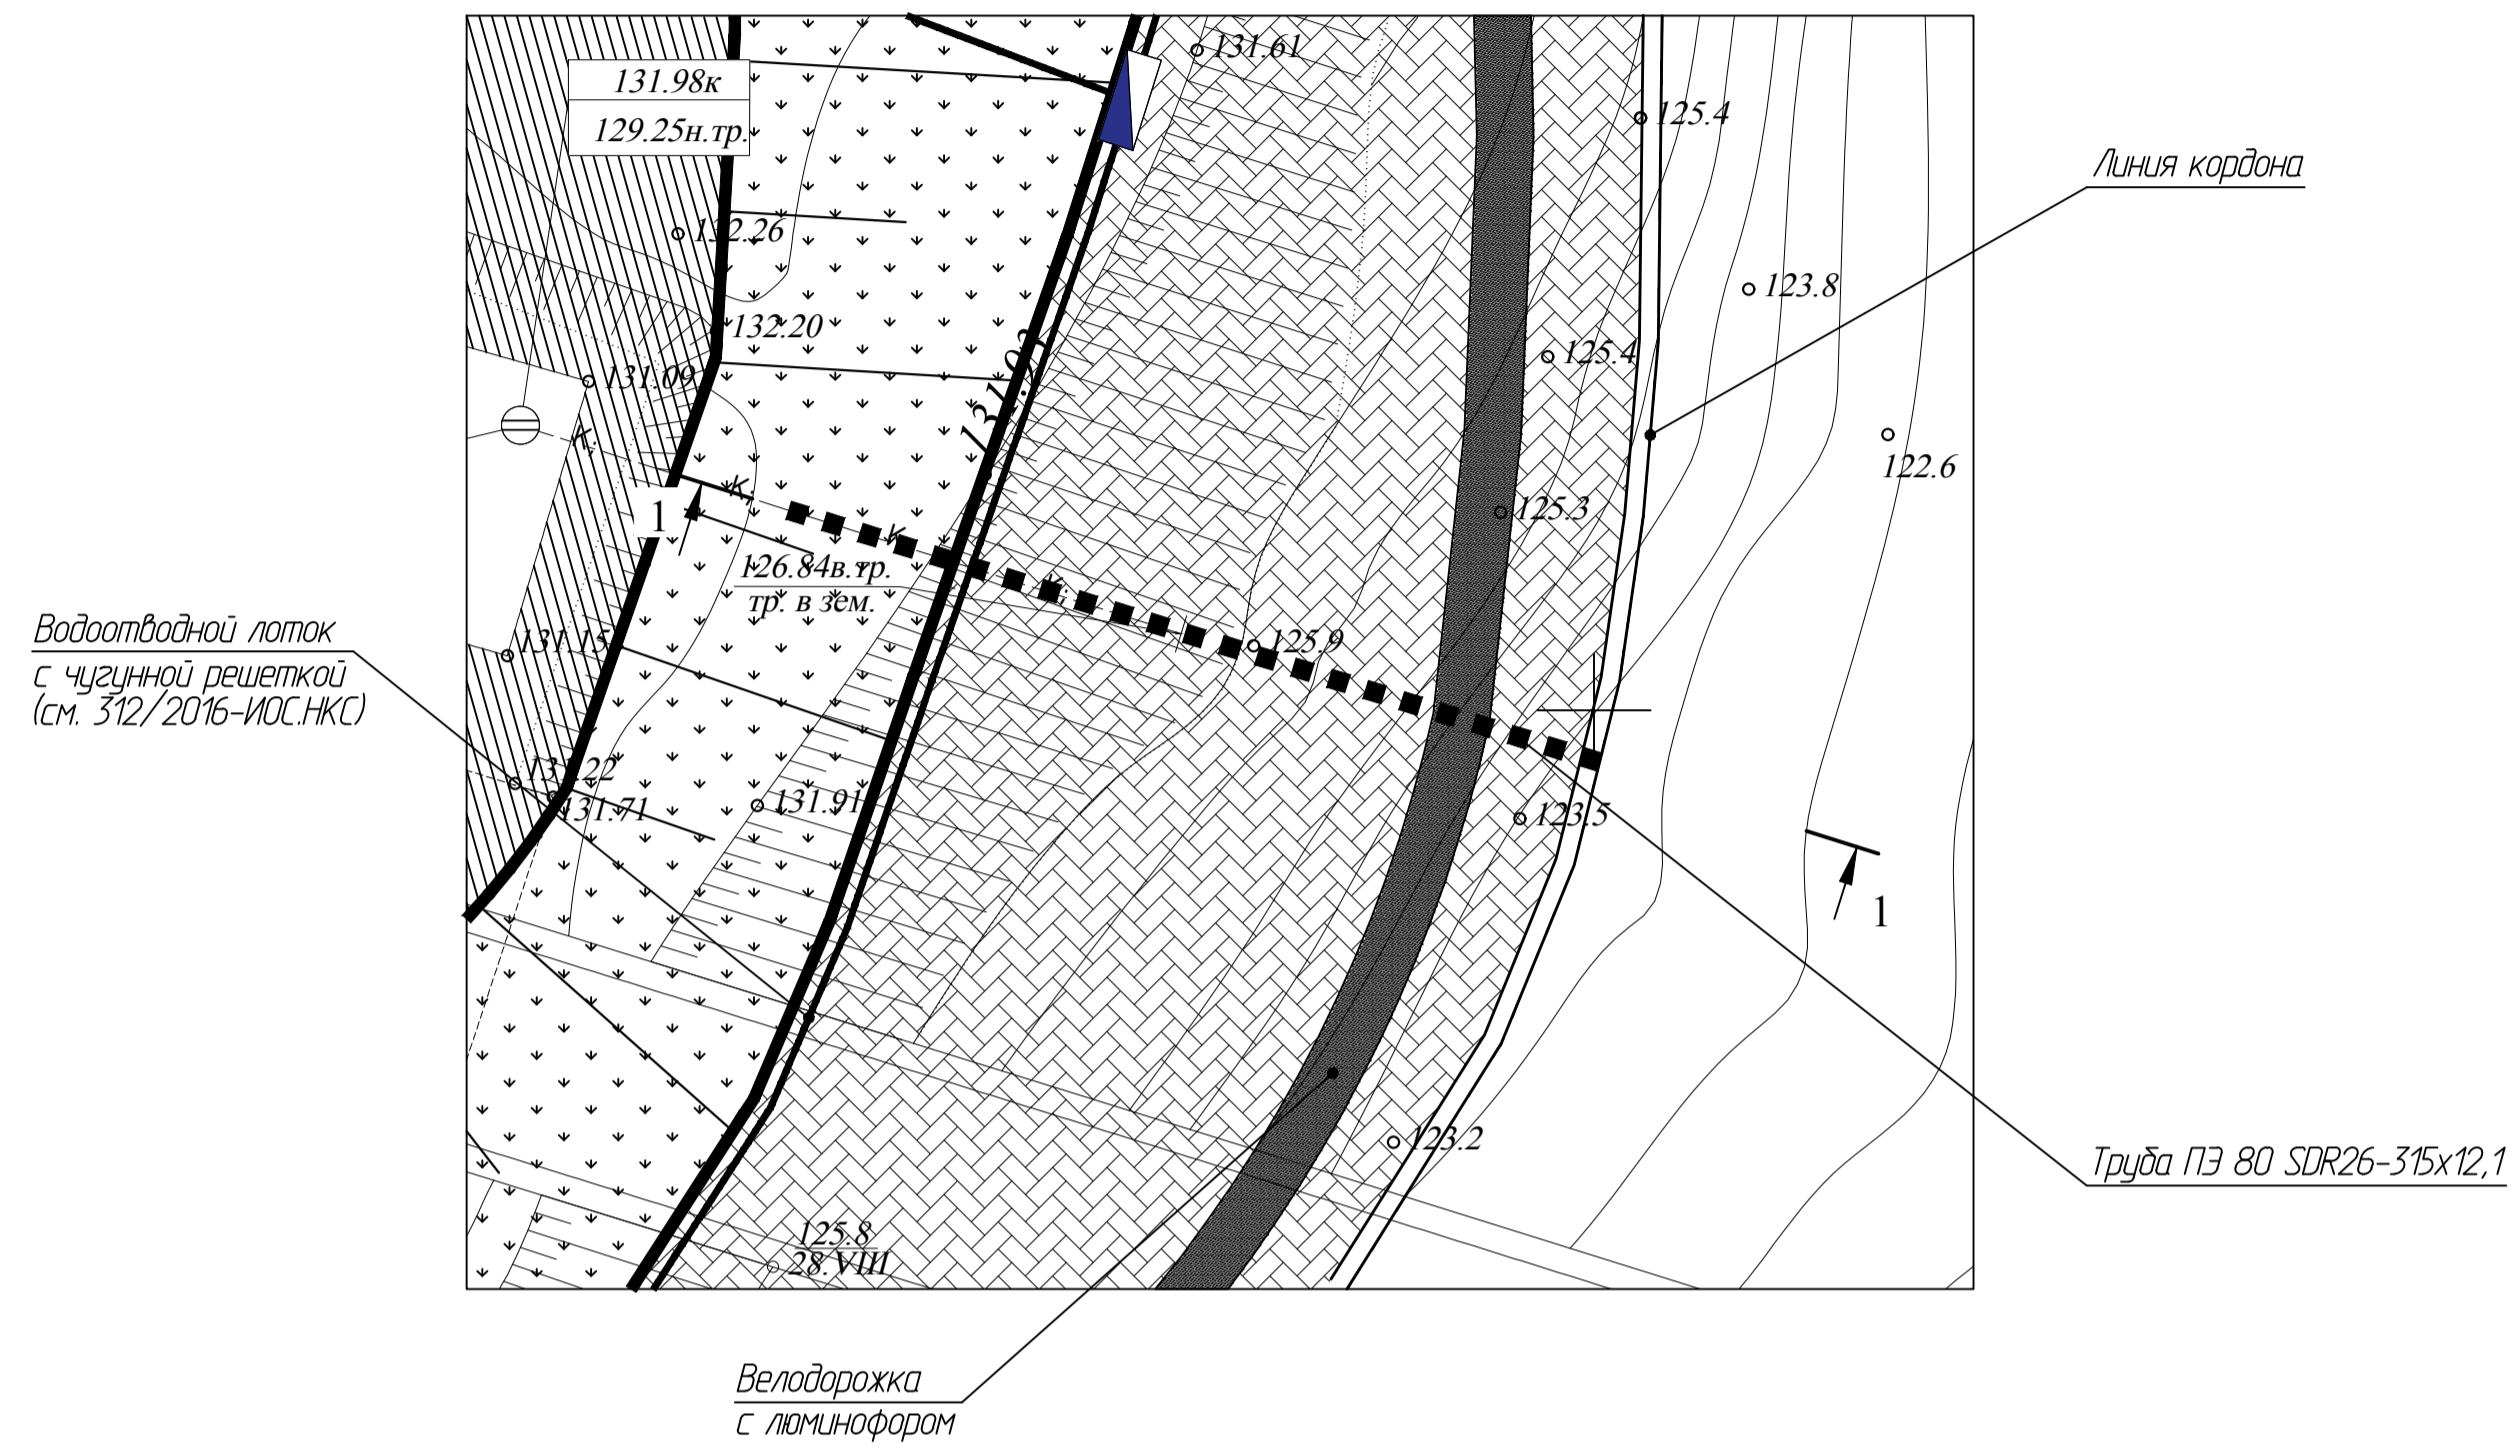 131.61
131.98к
129.25н.тр.
125.4
Линия кордона
132.26
123.8
132.20
125.4
131.09
131.93
К
122.6
К
1
125.3
К
126.84в.тр.
тр. в зем.
К
Водоотводной лоток
с чугунной решеткой
(см. 312/2016-ИОС.НКС)
131.15
125.9
131.22
131.71
131.91
123.5
1
123.2
Труба ПЭ 80 SDR26-315х12,1
125.8
28.VIII
Велодорожка
с люминофором